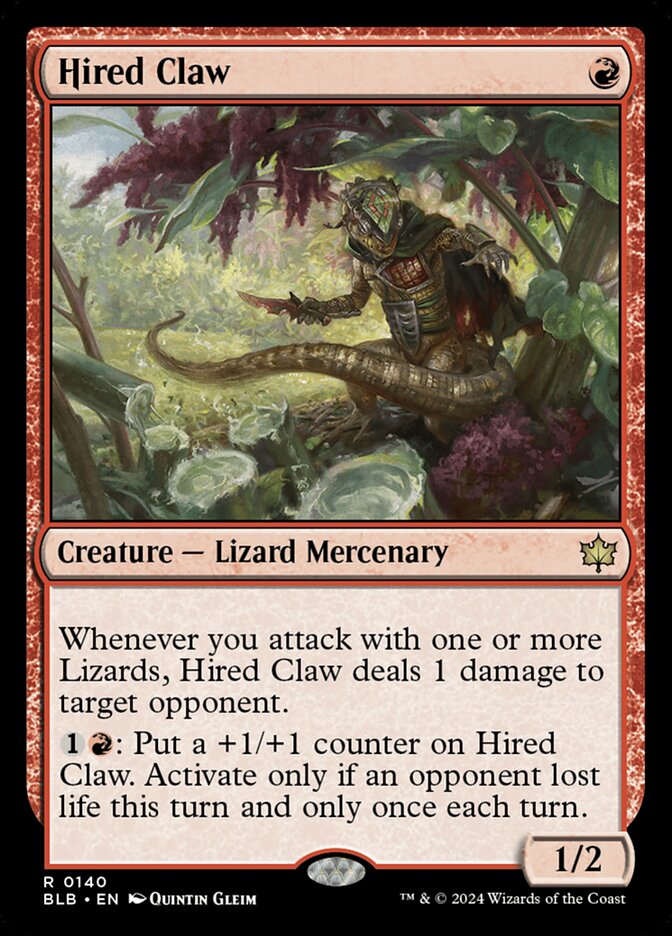 Hired Claw
Creature — Lizard Mercenary
Whenever you attack with one or more
Lizards, Hired Claw deals 1 damage to
target opponent.
1: Put a +1/+1 counter on Hired
Claw. Activate only if an opponent lost
life this turn and only once each turn.
1/2
R 0140
BLB • EN Quintin Gleim
™ & © 2024 Wizards of the Coast